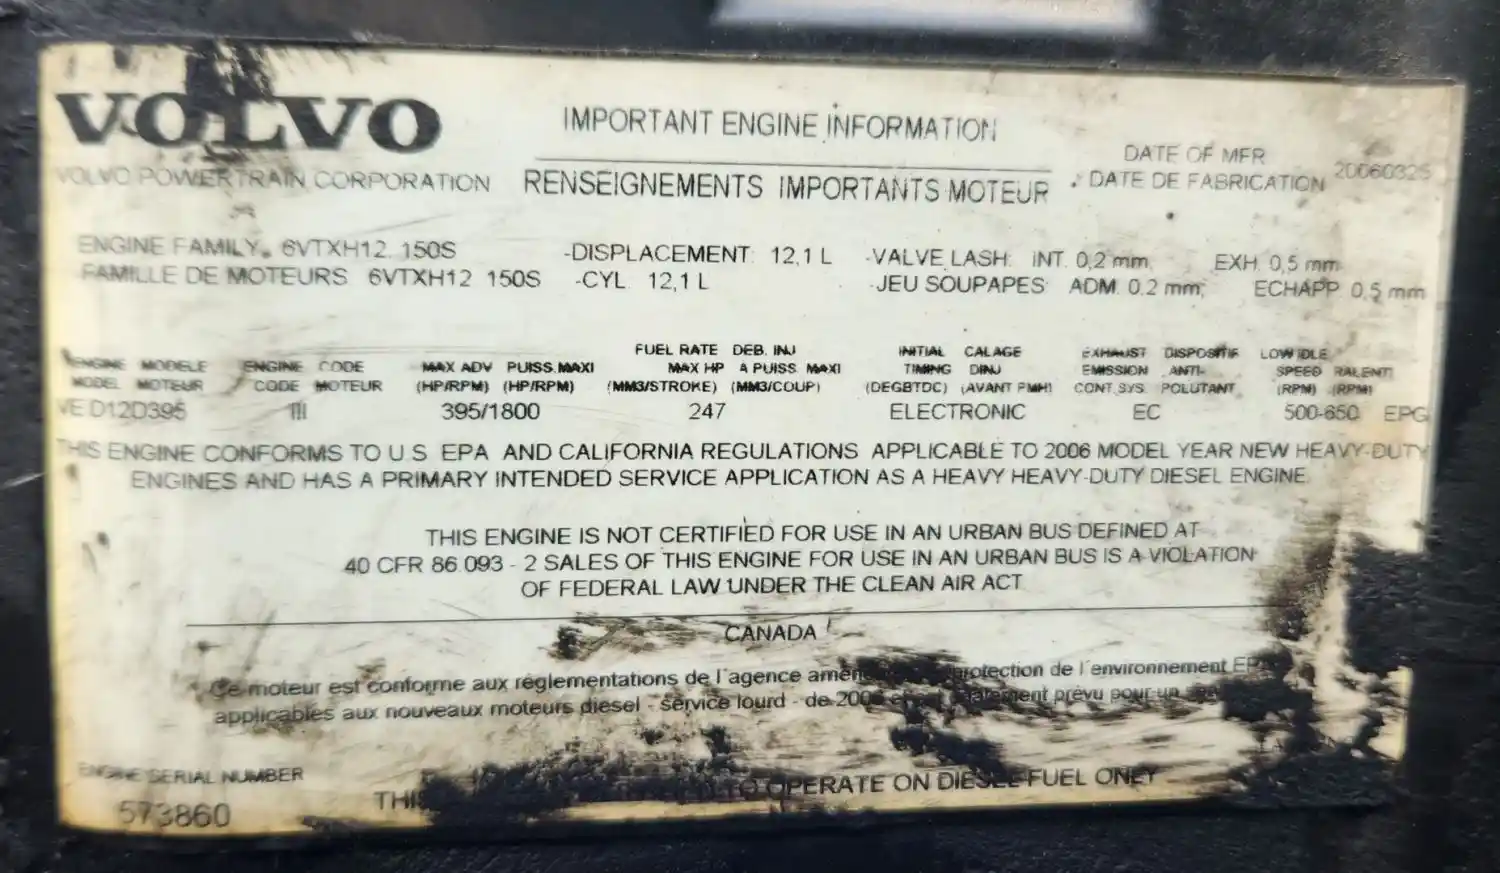 VOLVO
VOLVO POWERTRAIN CORPORATION
IMPORTANT ENGINE INFORMATION
RENSEIGNEMENTS IMPORTANTS MOTEUR
DATE OF MFR
DATE DE FABRICATION 20060325
ENGINE FAMILY. 6VTXH12.150S -DISPLACEMENT: 12,1 L -VALVE LASH: INT. 0,2 mm, EXH. 0,5 mm
FAMILLE DE MOTEURS 6VTXH12 150S -CYL. 12,1 L -JEU SOUPAPES: ADM. 0.2 mm, ECHAPP. 0,5 mm
FUEL RATE DEB. INJ INITIAL CALAGE EXHAUST DISPOSITIF LOW IDLE
ENGINE MODELE ENGINE CODE MAX ADV PUISS.MAXI MAX HP A PUISS MAXI TIMING DINJ EMISSION ANTI- SPEED RALENTI
MODEL MOTEUR CODE MOTEUR (HP/RPM) (HP/RPM) (MM3/STROKE) (MM3/COUP) (DEGBTDC) (AVANT PMH) CONT.SYS. POLUTANT (RPM) (RPM)
VE D12D395 III 395/1800 247 ELECTRONIC EC 500-650 EPG
THIS ENGINE CONFORMS TO U.S. EPA AND CALIFORNIA REGULATIONS APPLICABLE TO 2006 MODEL YEAR NEW HEAVY-DUTY
ENGINES AND HAS A PRIMARY INTENDED SERVICE APPLICATION AS A HEAVY HEAVY-DUTY DIESEL ENGINE.
THIS ENGINE IS NOT CERTIFIED FOR USE IN AN URBAN BUS DEFINED AT
40 CFR 86.093 - 2 SALES OF THIS ENGINE FOR USE IN AN URBAN BUS IS A VIOLATION
OF FEDERAL LAW UNDER THE CLEAN AIR ACT.
CANADA
Ce moteur est conforme aux réglementations de l'agence protection de l'environnement
applicables aux nouveaux moteurs diesel - service lourd - de prévu pour un
ENGINE SERIAL NUMBER
573860
TO OPERATE ON DIESEL FUEL ONLY